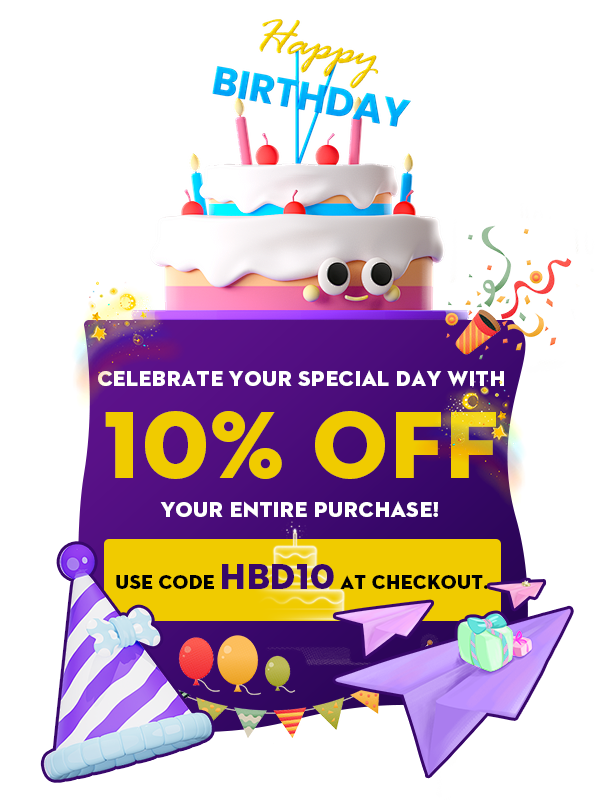 Happy
BIRTHDAY
CELEBRATE YOUR SPECIAL DAY WITH
10% OFF
YOUR ENTIRE PURCHASE!
USE CODE HBD10 AT CHECKOUT.